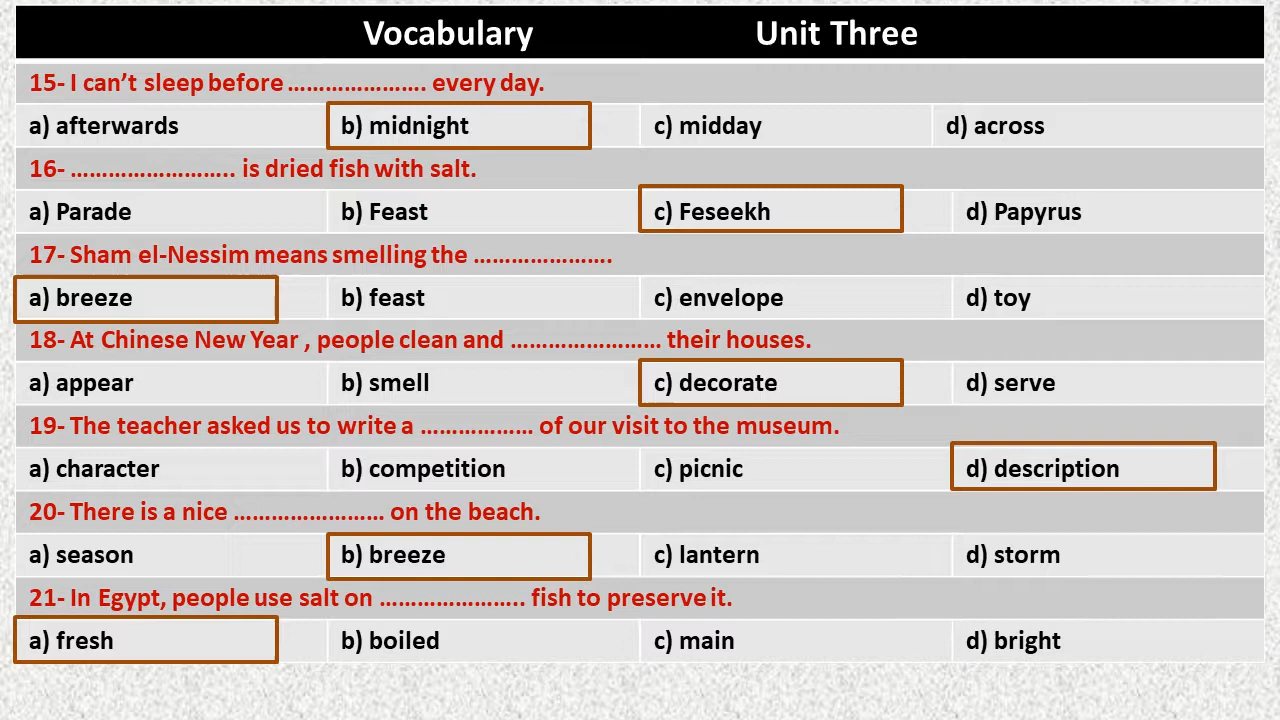 Vocabulary Unit Three
15- I can’t sleep before …………………. every day.
a) afterwards b) midnight c) midday d) across
16- …………………….. is dried fish with salt.
a) Parade b) Feast c) Feseekh d) Papyrus
17- Sham el-Nessim means smelling the ………………….
a) breeze b) feast c) envelope d) toy
18- At Chinese New Year , people clean and …………………… their houses.
a) appear b) smell c) decorate d) serve
19- The teacher asked us to write a ……………… of our visit to the museum.
a) character b) competition c) picnic d) description
20- There is a nice …………………… on the beach.
a) season b) breeze c) lantern d) storm
21- In Egypt, people use salt on ………………….. fish to preserve it.
a) fresh b) boiled c) main d) bright